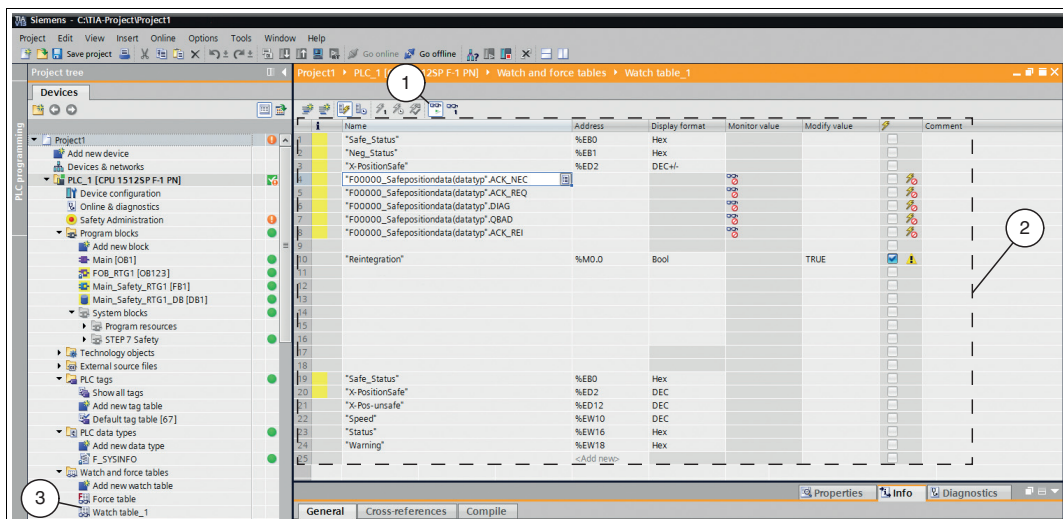 Siemens - C:\TIA-Project\Project1
Project Edit View Insert Online Options Tools Window Help
Save project Go online Go offline
Project tree
Project1 PLC_1 [ 12SP F-1 PN] Watch and force tables Watch table_1
1
Devices
PLC programming
i Name Address Display format Monitor value Modify value Comment
Project1
Add new device
Devices & networks
PLC_1 [CPU 1512SP F-1 PN]
Device configuration
Online & diagnostics
Safety Administration
Program blocks
Add new block
Main [OB1]
FOB_RTG1 [OB123]
Main_Safety_RTG1 [FB1]
Main_Safety_RTG1_DB [DB1]
System blocks
Program resources
STEP 7 Safety
Technology objects
External source files
PLC tags
Show all tags
Add new tag table
Default tag table [67]
PLC data types
Add new data type
F_SYSINFO
Watch and force tables
Add new watch table
Force table
Watch table_1
3
1 "Safe_Status" %EB0 Hex
2 "Neg_Status" %EB1 Hex
3 "X-PositionSafe" %ED2 DEC+/-
4 "F00000_Safepositiondata(datatyp".ACK_NEC
5 "F00000_Safepositiondata(datatyp".ACK_REQ
6 "F00000_Safepositiondata(datatyp".DIAG
7 "F00000_Safepositiondata(datatyp".QBAD
8 "F00000_Safepositiondata(datatyp".ACK_REI
9
10 "Reintegration" %M0.0 Bool TRUE
11
12
13
14
15
16
17
18
19 "Safe_Status" %EB0 Hex
20 "X-PositionSafe" %ED2 DEC
21 "X-Pos-unsafe" %ED12 DEC
22 "Speed" %EW10 DEC
23 "Status" %EW16 Hex
24 "Warning" %EW18 Hex
25 <Add new>
2
Properties Info Diagnostics
General Cross-references Compile